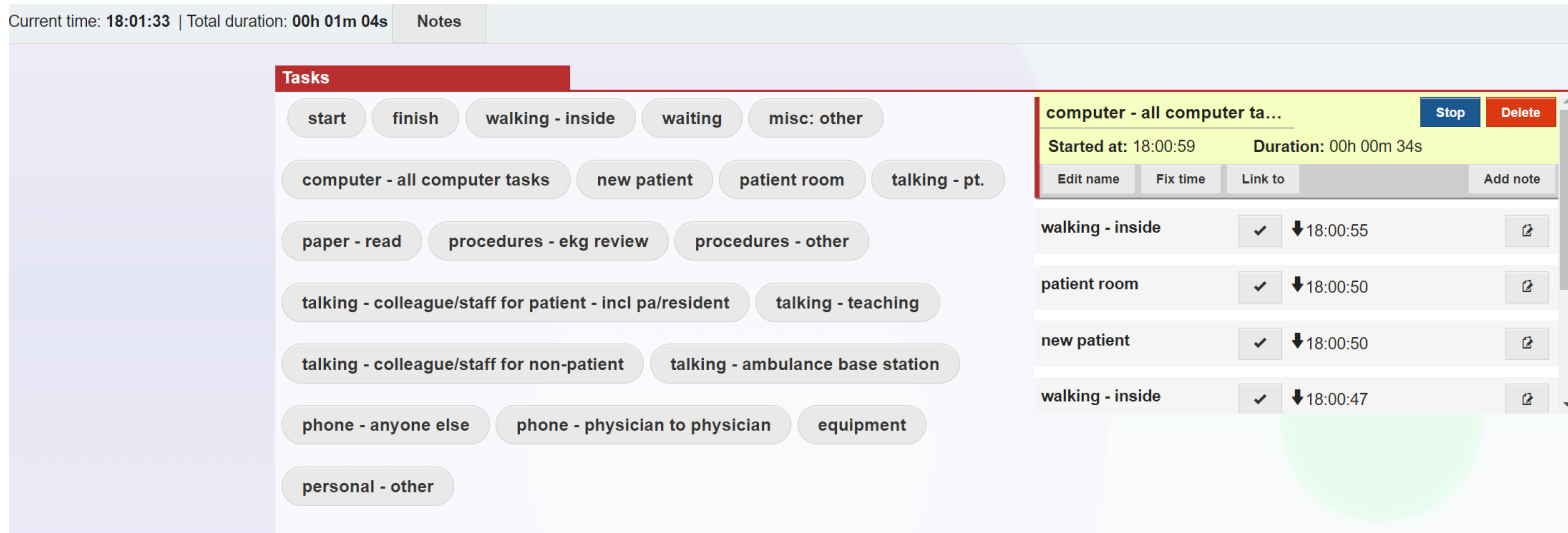 Current time: 18:01:33 | Total duration: 00h 01m 04s Notes
Tasks
start finish walking - inside waiting misc: other
computer - all computer tasks new patient patient room talking - pt.
paper - read procedures - ekg review procedures - other
talking - colleague/staff for patient - incl pa/resident talking - teaching
talking - colleague/staff for non-patient talking - ambulance base station
phone - anyone else phone - physician to physician equipment
personal - other
computer - all computer ta... Stop Delete
Started at: 18:00:59 Duration: 00h 00m 34s
Edit name Fix time Link to Add note
walking - inside 18:00:55
patient room 18:00:50
new patient 18:00:50
walking - inside 18:00:47